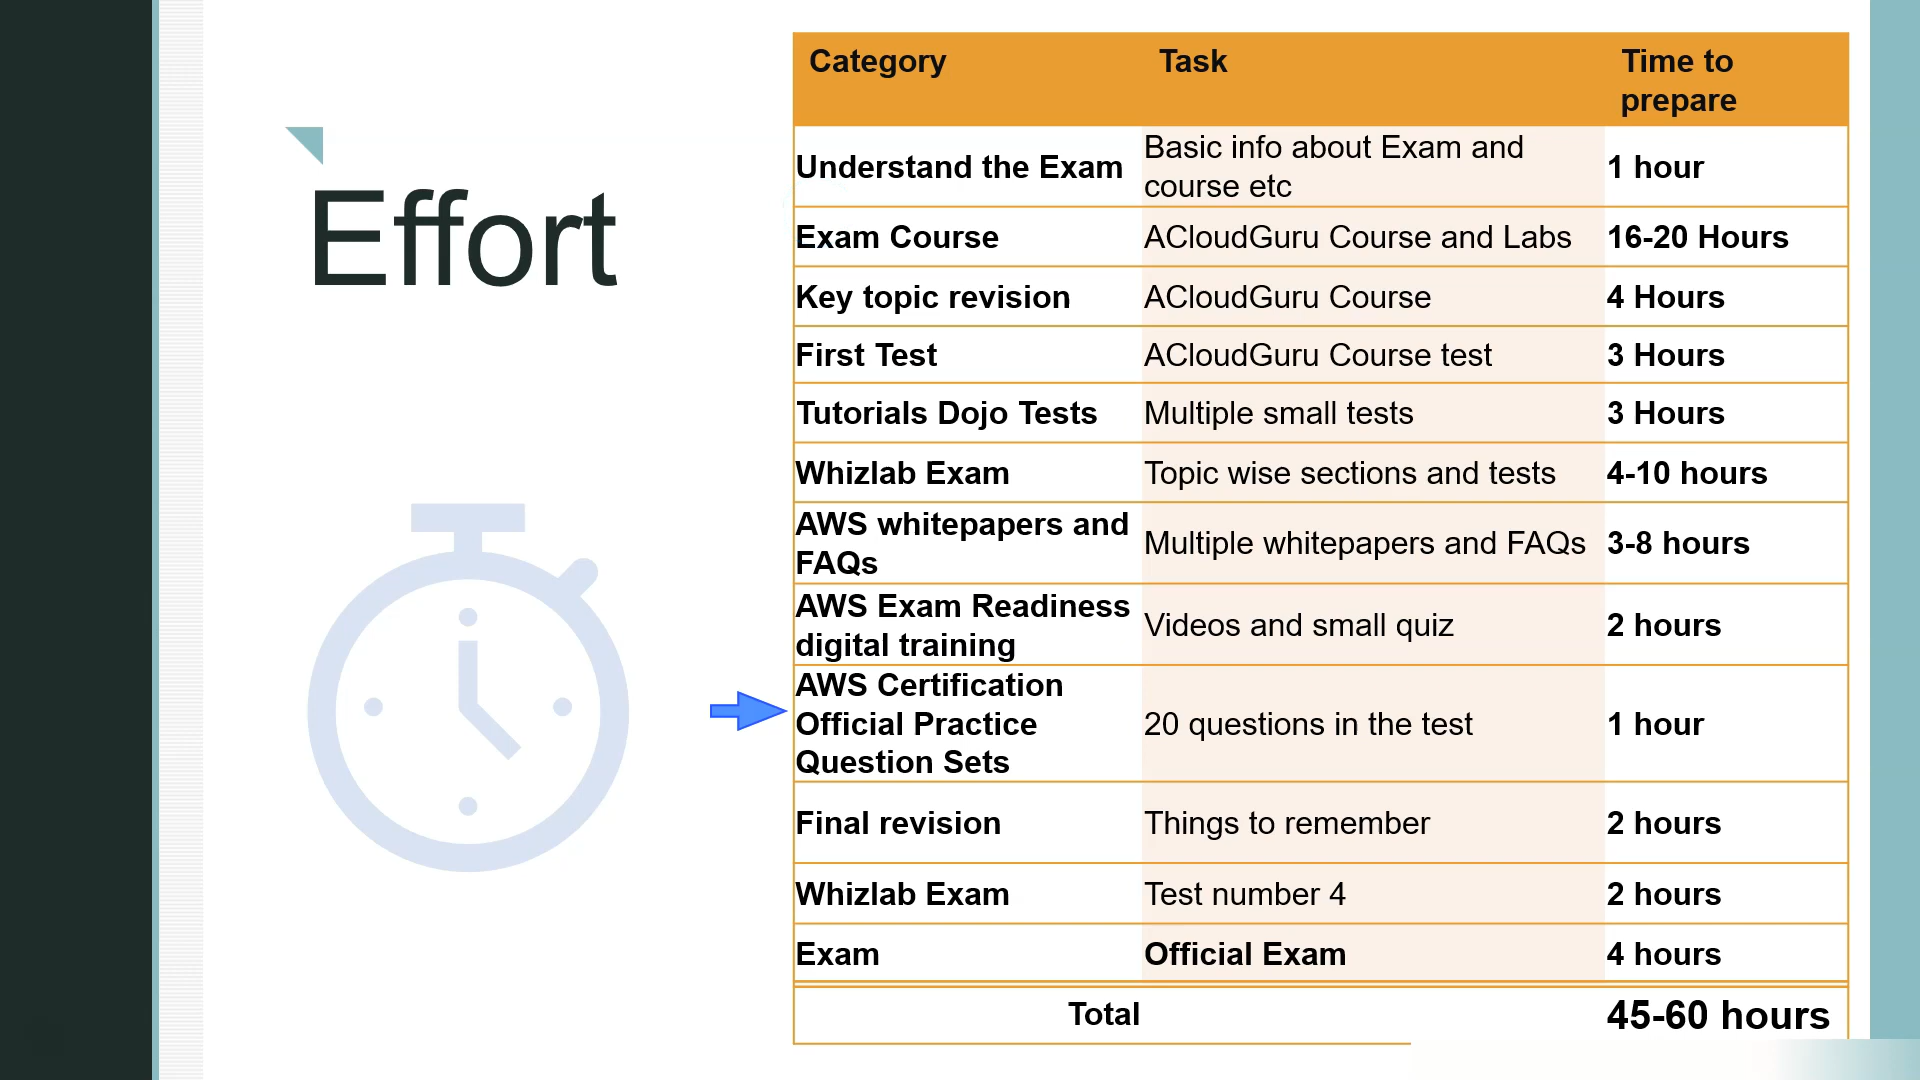 Effort
Category Task Time to
prepare
Understand the Exam Basic info about Exam and
course etc 1 hour
Exam Course ACloudGuru Course and Labs 16-20 Hours
Key topic revision ACloudGuru Course 4 Hours
First Test ACloudGuru Course test 3 Hours
Tutorials Dojo Tests Multiple small tests 3 Hours
Whizlab Exam Topic wise sections and tests 4-10 hours
AWS whitepapers and
FAQs Multiple whitepapers and FAQs 3-8 hours
AWS Exam Readiness
digital training Videos and small quiz 2 hours
AWS Certification
Official Practice
Question Sets 20 questions in the test 1 hour
Final revision Things to remember 2 hours
Whizlab Exam Test number 4 2 hours
Exam Official Exam 4 hours
Total 45-60 hours